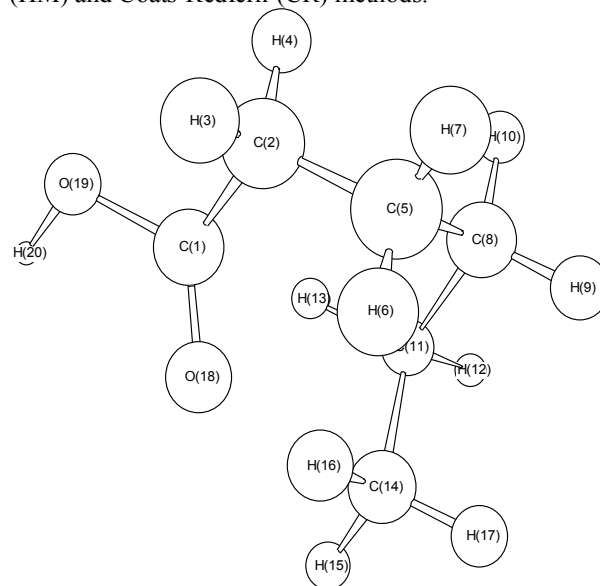 (HM) and Coats-Redfern (CR) methods.
H(4)
H(3)
H(7)
H(10)
C(2)
O(19)
C(5)
C(8)
C(1)
H(20)
H(9)
H(13)
H(6)
C(11)
H(12)
O(18)
H(16)
C(14)
H(17)
H(15)